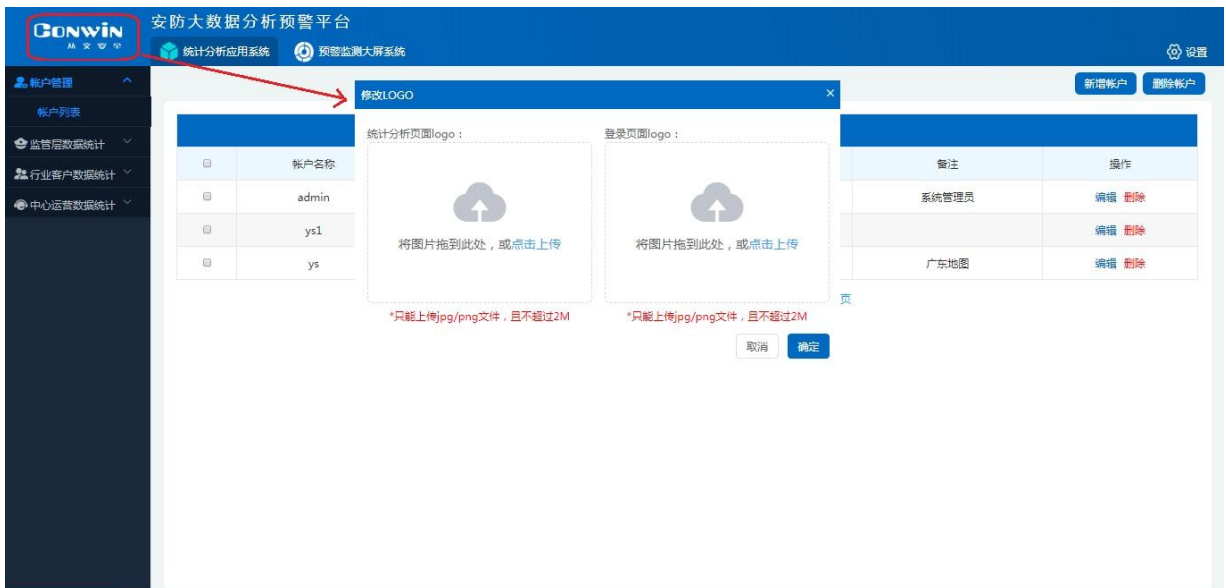 CONWIN
安防大数据分析预警平台
统计分析应用系统
预警监测大屏系统
设置
帐户管理
帐户列表
监管层数据统计
行业客户数据统计
中心运营数据统计
新增帐户
删除帐户
修改LOGO
×
统计分析页面logo：
登录页面logo：
将图片拖到此处，或点击上传
将图片拖到此处，或点击上传
*只能上传jpg/png文件，且不超过2M
*只能上传jpg/png文件，且不超过2M
取消
确定
帐户名称
备注
操作
admin
系统管理员
编辑 删除
ys1
编辑 删除
ys
广东地图
编辑 删除
页